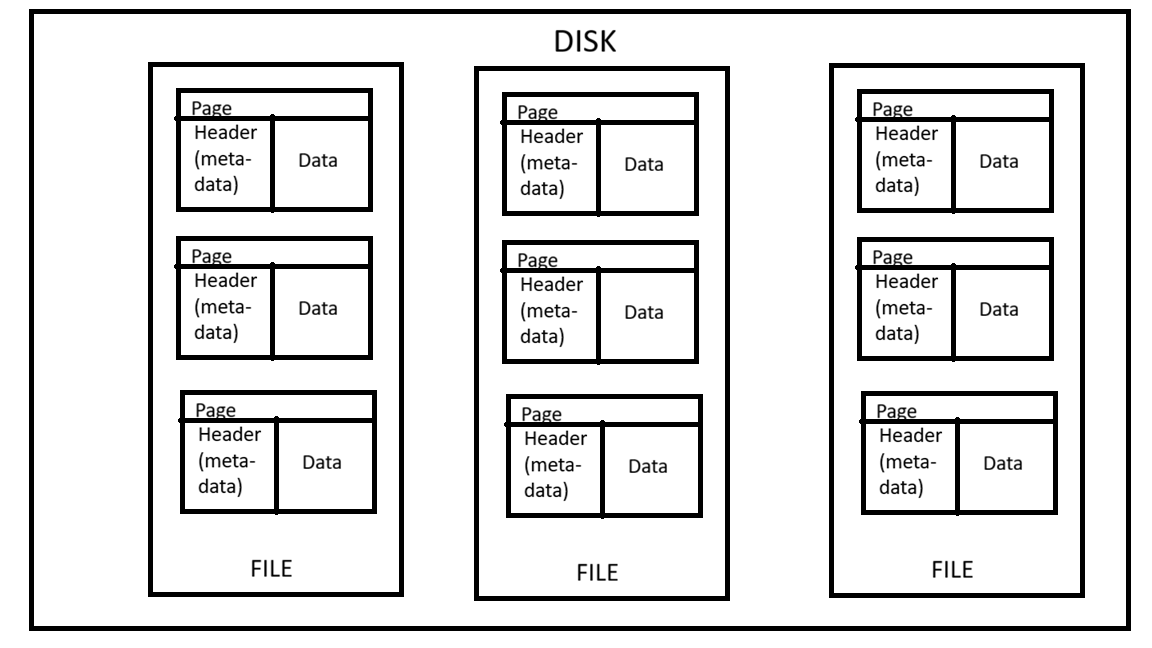 DISK
Page
Header
(meta-
data)
Data
Page
Header
(meta-
data)
Data
Page
Header
(meta-
data)
Data
FILE
Page
Header
(meta-
data)
Data
Page
Header
(meta-
data)
Data
Page
Header
(meta-
data)
Data
FILE
Page
Header
(meta-
data)
Data
Page
Header
(meta-
data)
Data
Page
Header
(meta-
data)
Data
FILE